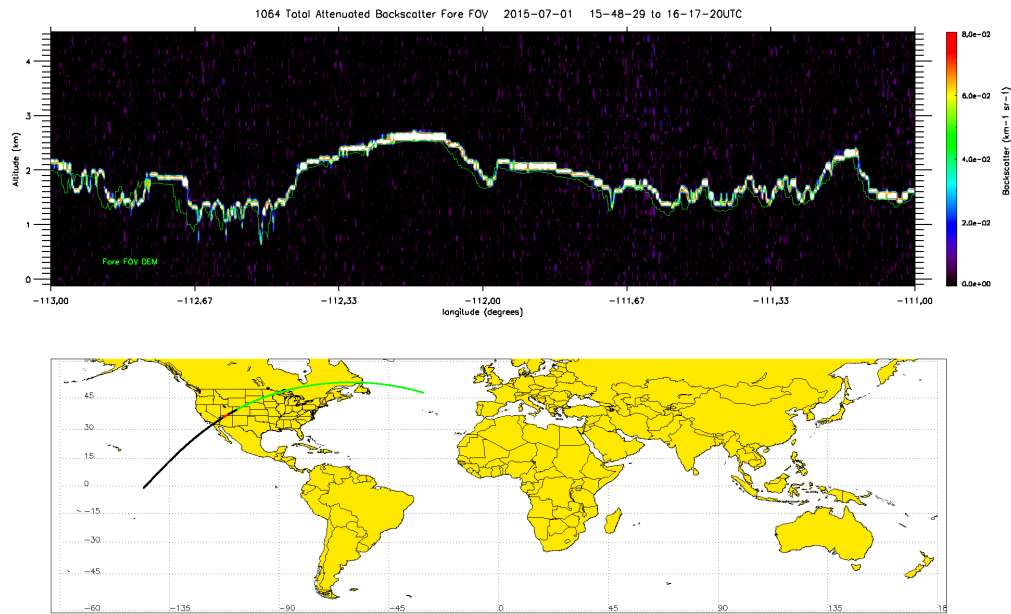 1064 Total Attenuated Backscatter Fore FOV 2015-07-01 15-48-29 to 16-17-20UTC
8.0e-02
4
6.0e-02
3
Altitude (km)
Backscatter (km-1 sr-1)
4.0e-02
2
2.0e-02
1
Fore FOV DEM
0
0.0e+00
-113.00 -112.67 -112.33 -112.00 -111.67 -111.33 -111.00
longitude (degrees)
45
30
15
0
-15
-30
-45
-60 -135 -45 0 45 90 135 18